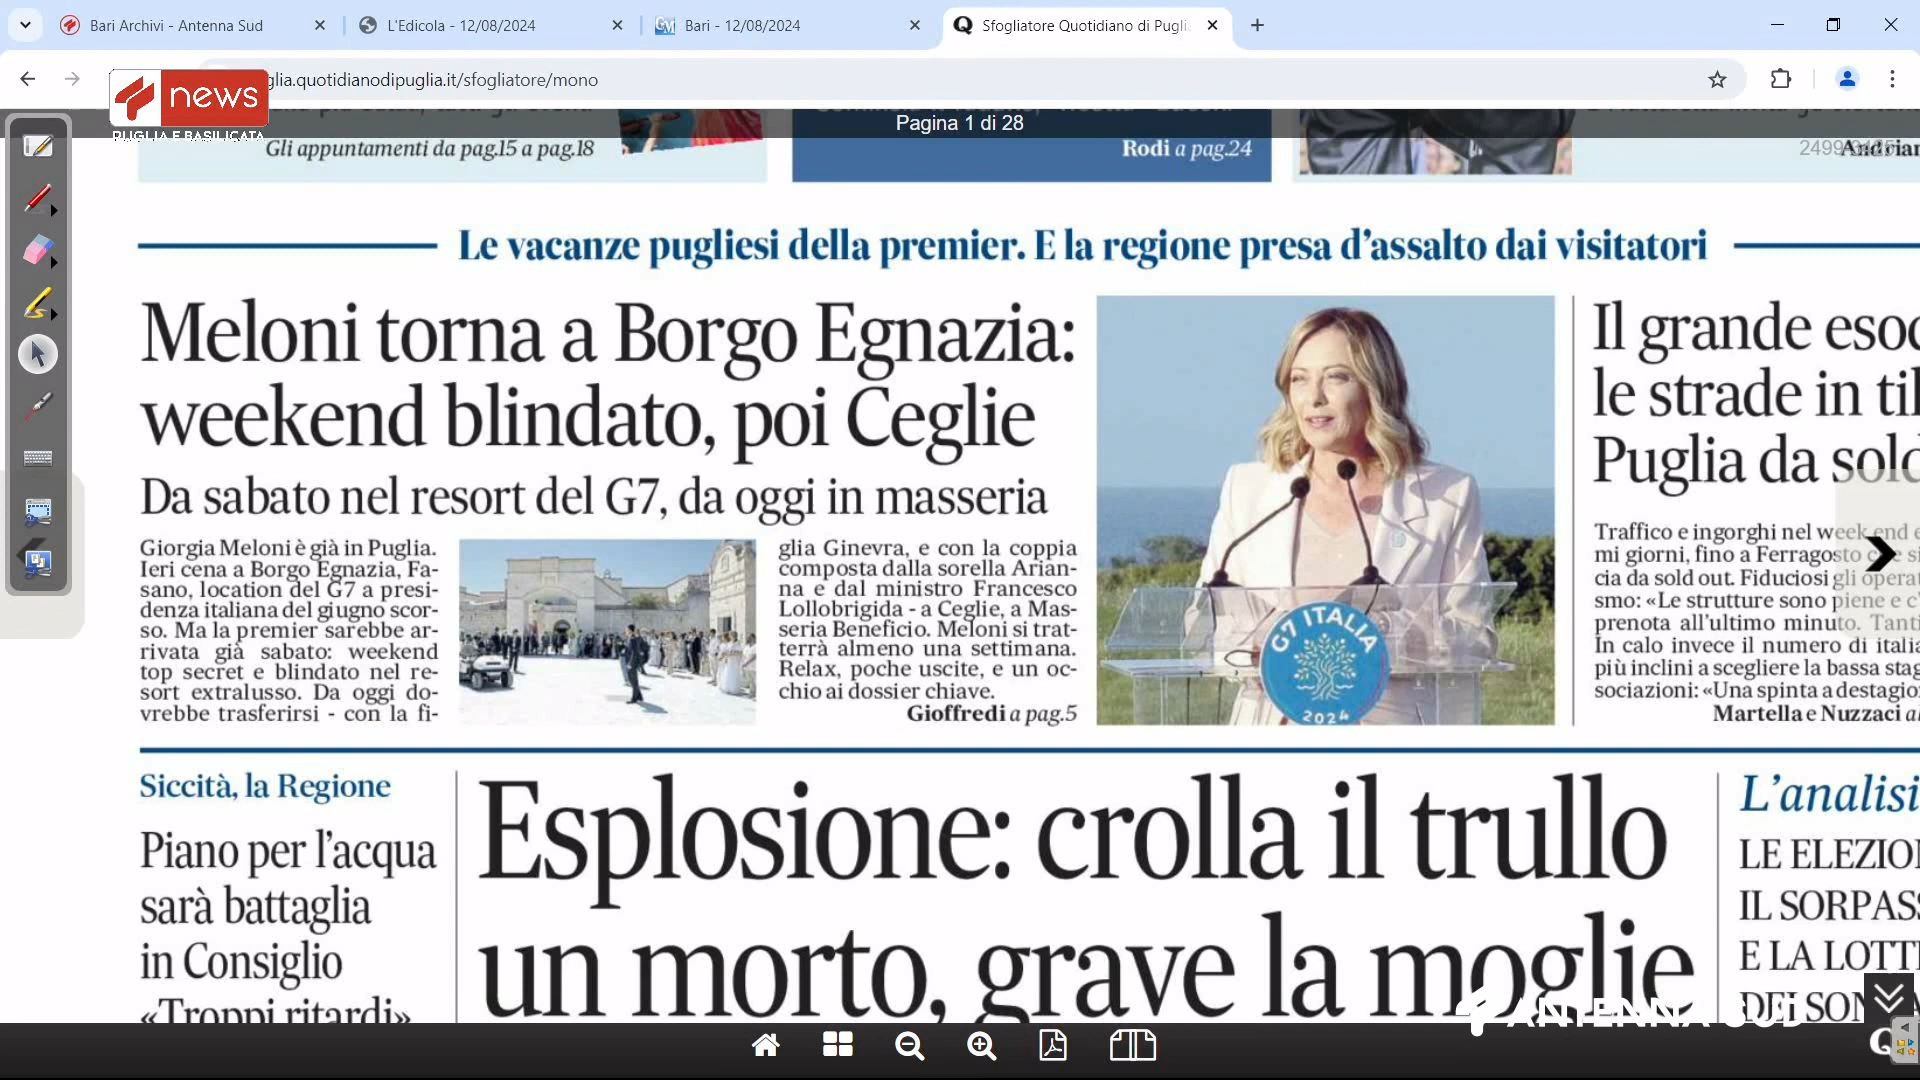 Bari Archivi - Antenna Sud
L'Edicola - 12/08/2024
Bari - 12/08/2024
Sfogliatore Quotidiano di Pugli
glia.quotidianodipuglia.it/sfogliatore/mono
news
PUGLIA E BASILICATA
Pagina 1 di 28
Gli appuntamenti da pag.15 a pag.18
Rodi a pag.24
Le vacanze pugliesi della premier. E la regione presa d'assalto dai visitatori
Meloni torna a Borgo Egnazia:
weekend blindato, poi Ceglie
Da sabato nel resort del G7, da oggi in masseria
Giorgia Meloni è già in Puglia.
Ieri cena a Borgo Egnazia, Fa-
sano, location del G7 a presi-
denza italiana del giugno scor-
so. Ma la premier sarebbe ar-
rivata già sabato: weekend
top secret e blindato nel re-
sort extralusso. Da oggi do-
vrebbe trasferirsi - con la fi-
glia Ginevra, e con la coppia
composta dalla sorella Arian-
na e dal ministro Francesco
Lollobrigida - a Ceglie, a Mas-
seria Beneficio. Meloni si trat-
terrà almeno una settimana.
Relax, poche uscite, e un oc-
chio ai dossier chiave.
Gioffredi a pag.5
G7 ITALIA
2024
Il grande eso
le strade in til
Puglia da sold
Traffico e ingorghi nel week end e
mi giorni, fino a Ferragosto
cia da sold out. Fiduciosi gli operat
smo: «Le strutture sono piene e c'
prenota all'ultimo minuto. Tanti
In calo invece il numero di italia
più inclini a scegliere la bassa stag
sociazioni: «Una spinta a destagio
Martella e Nuzzaci a
Siccità, la Regione
Piano per l'acqua
sarà battaglia
in Consiglio
«Troppi ritardi»
Esplosione: crolla il trullo
un morto, grave la moglie
L'analisi
LE ELEZIO
IL SORPAS
E LA LOTT
ANTENNA SUD